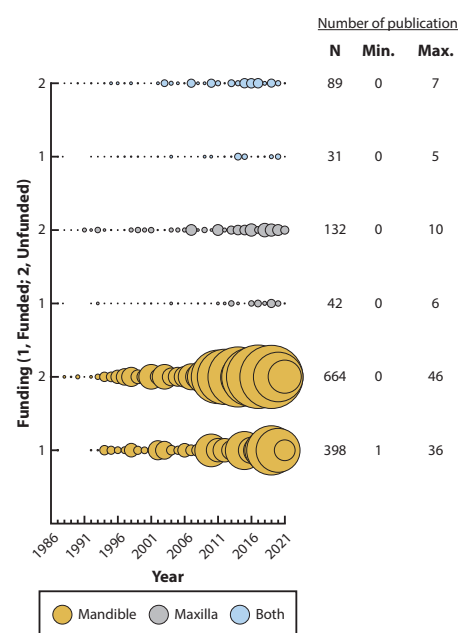 Number of publication
N Min. Max.
2 89 0 7
1 31 0 5
2 132 0 10
1 42 0 6
2 664 0 46
1 398 1 36
Funding (1, Funded; 2, Unfunded)
1986 1991 1996 2001 2006 2011 2016 2021
Year
Mandible Maxilla Both